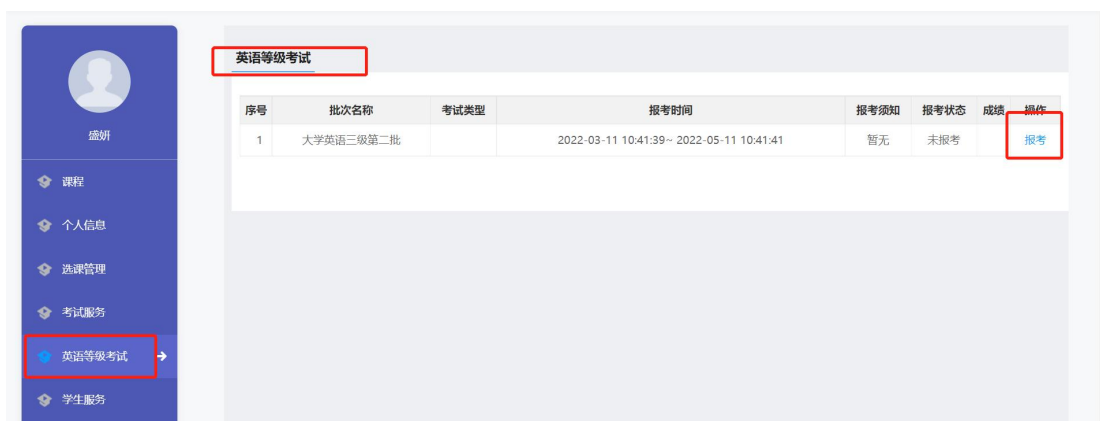 英语等级考试
序号 批次名称 考试类型 报考时间 报考须知 报考状态 成绩 操作
1 大学英语三级第二批 2022-03-11 10:41:39~ 2022-05-11 10:41:41 暂无 未报考 报考
盛妍
课程
个人信息
选课管理
考试服务
英语等级考试
学生服务